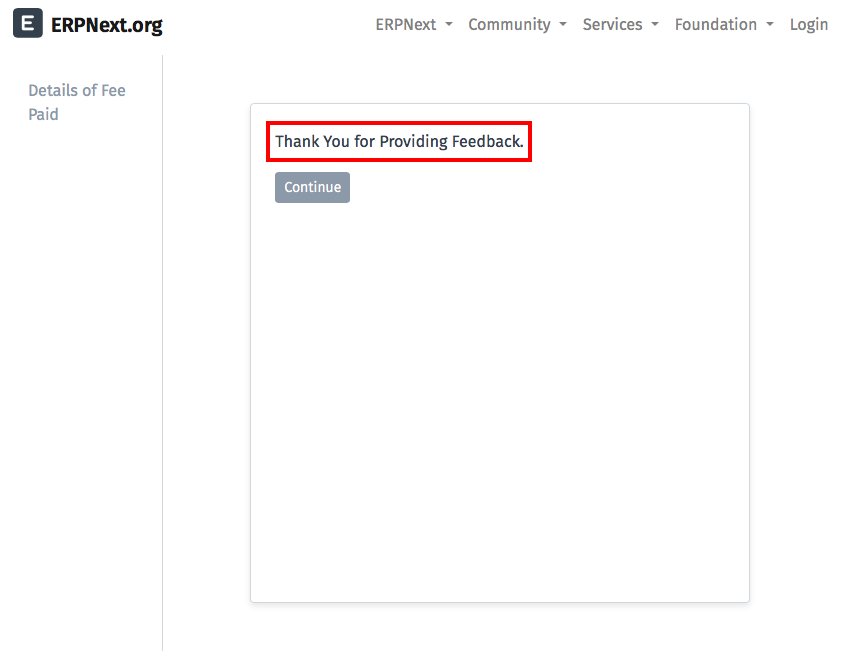 E ERPNext.org
ERPNext Community Services Foundation Login
Details of Fee
Paid
Thank You for Providing Feedback.
Continue